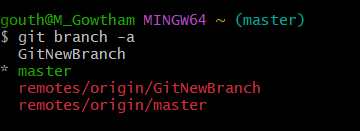 gouth@M_Gowtham MINGW64 ~ (master)
$ git branch -a
  GitNewBranch
* master
  remotes/origin/GitNewBranch
  remotes/origin/master